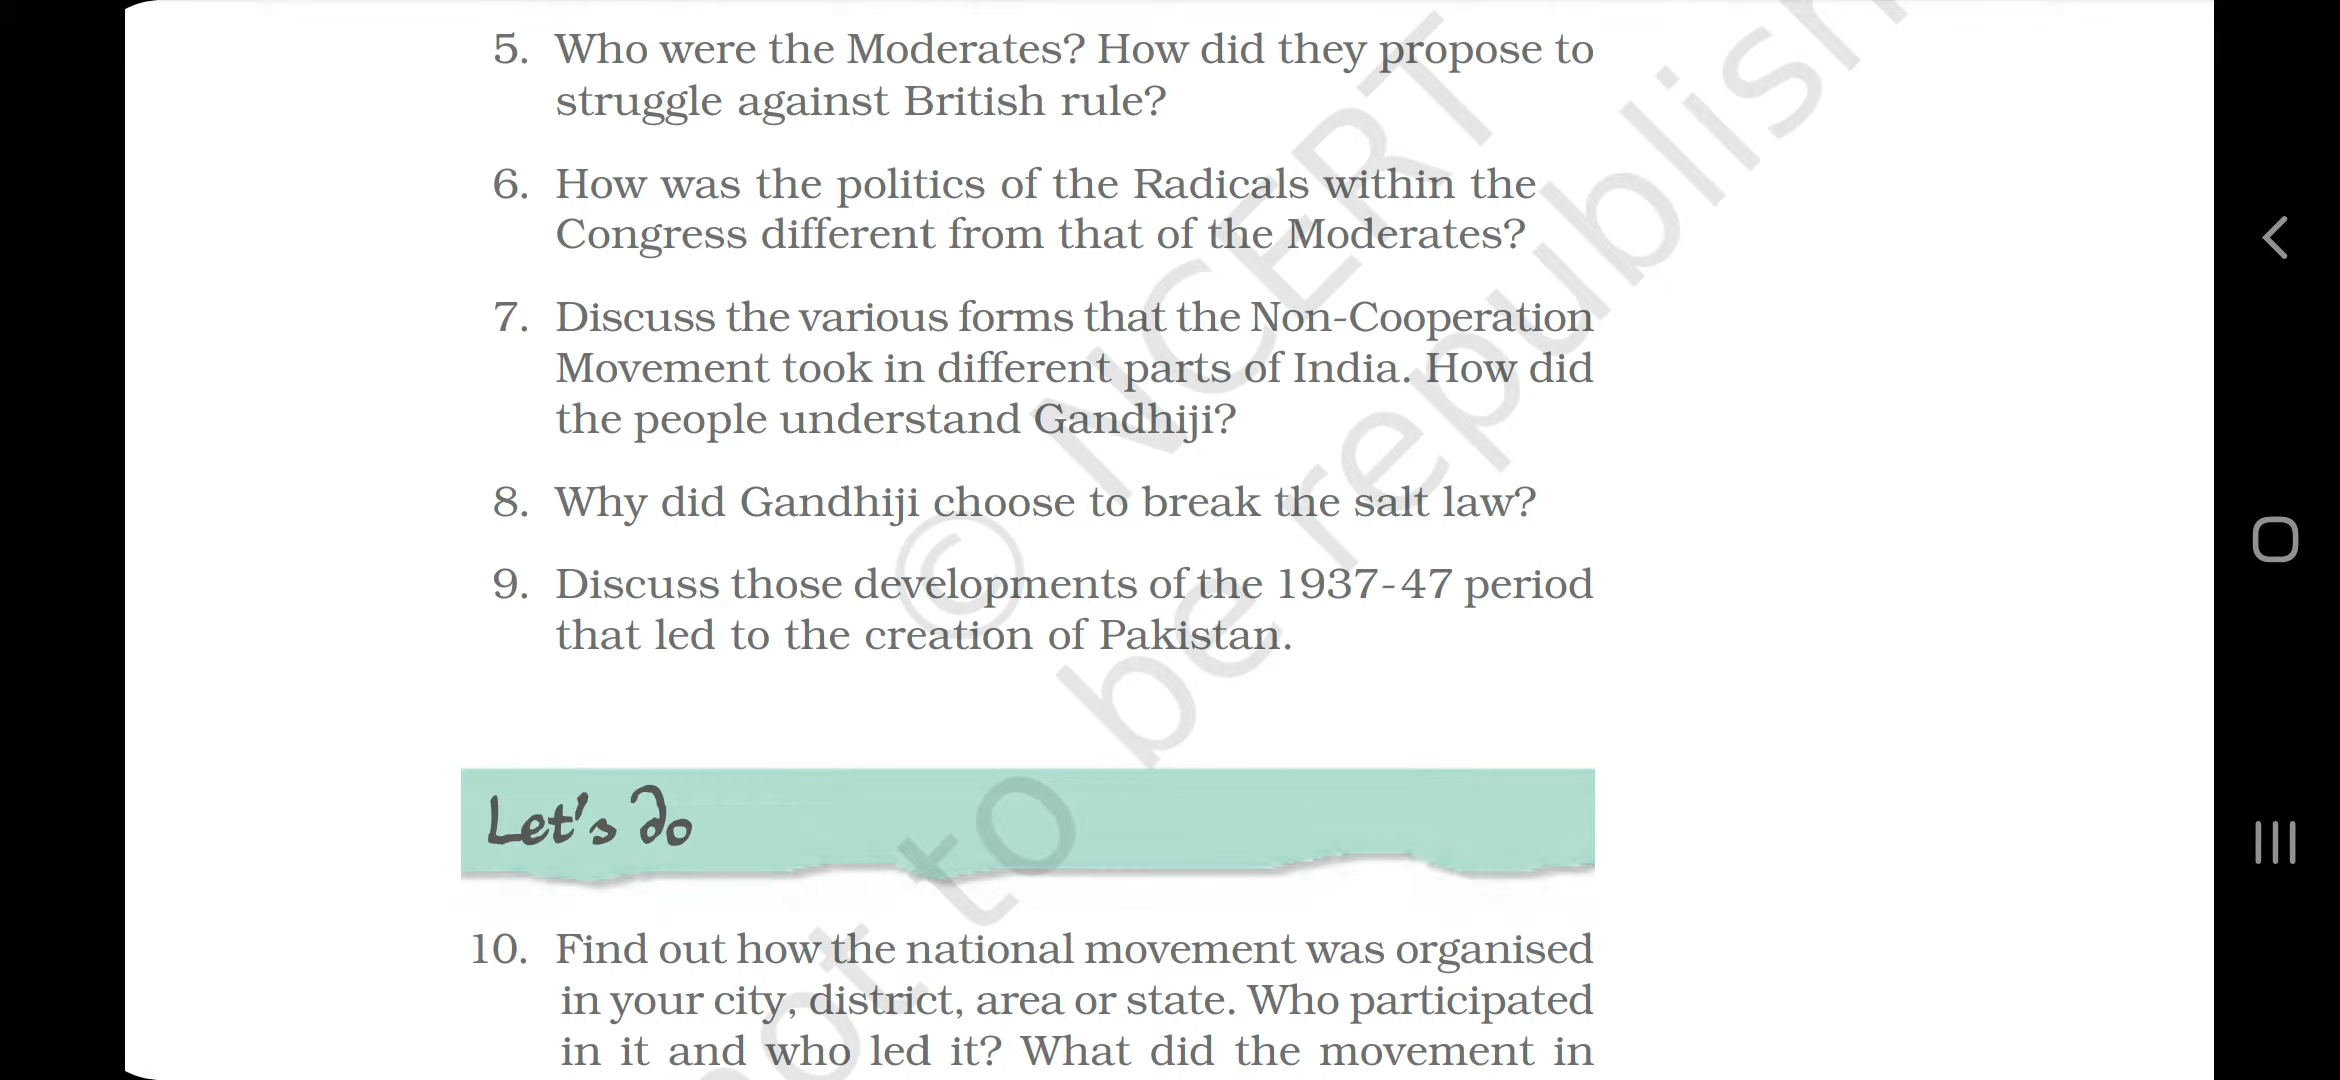 5. Who were the Moderates? How did they propose to
struggle against British rule?
6. How was the politics of the Radicals within the
Congress different from that of the Moderates?
7. Discuss the various forms that the Non-Cooperation
Movement took in different parts of India. How did
the people understand Gandhiji?
8. Why did Gandhiji choose to break the salt law?
9. Discuss those developments of the 1937-47 period
that led to the creation of Pakistan.
Let's do
10. Find out how the national movement was organised
in your city, district, area or state. Who participated
in it and who led it? What did the movement in
© NCERT
not to be republish